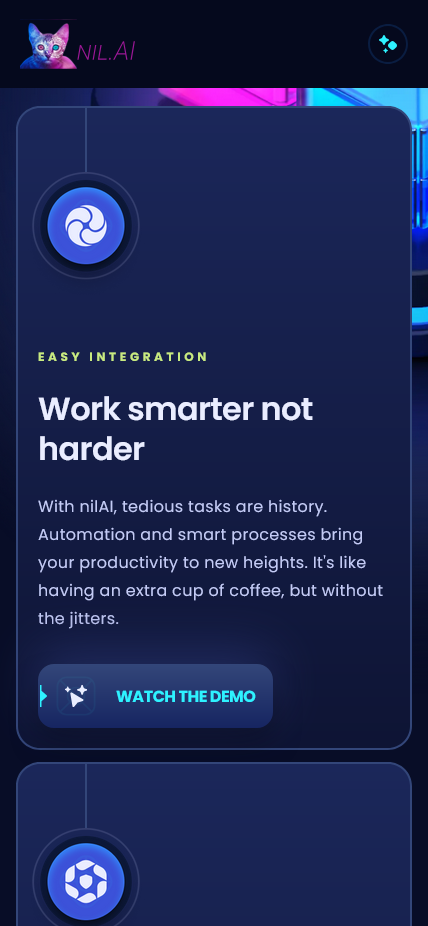 NIL.AI
EASY INTEGRATION
Work smarter not
harder
With nilAI, tedious tasks are history.
Automation and smart processes bring
your productivity to new heights. It's like
having an extra cup of coffee, but without
the jitters.
WATCH THE DEMO